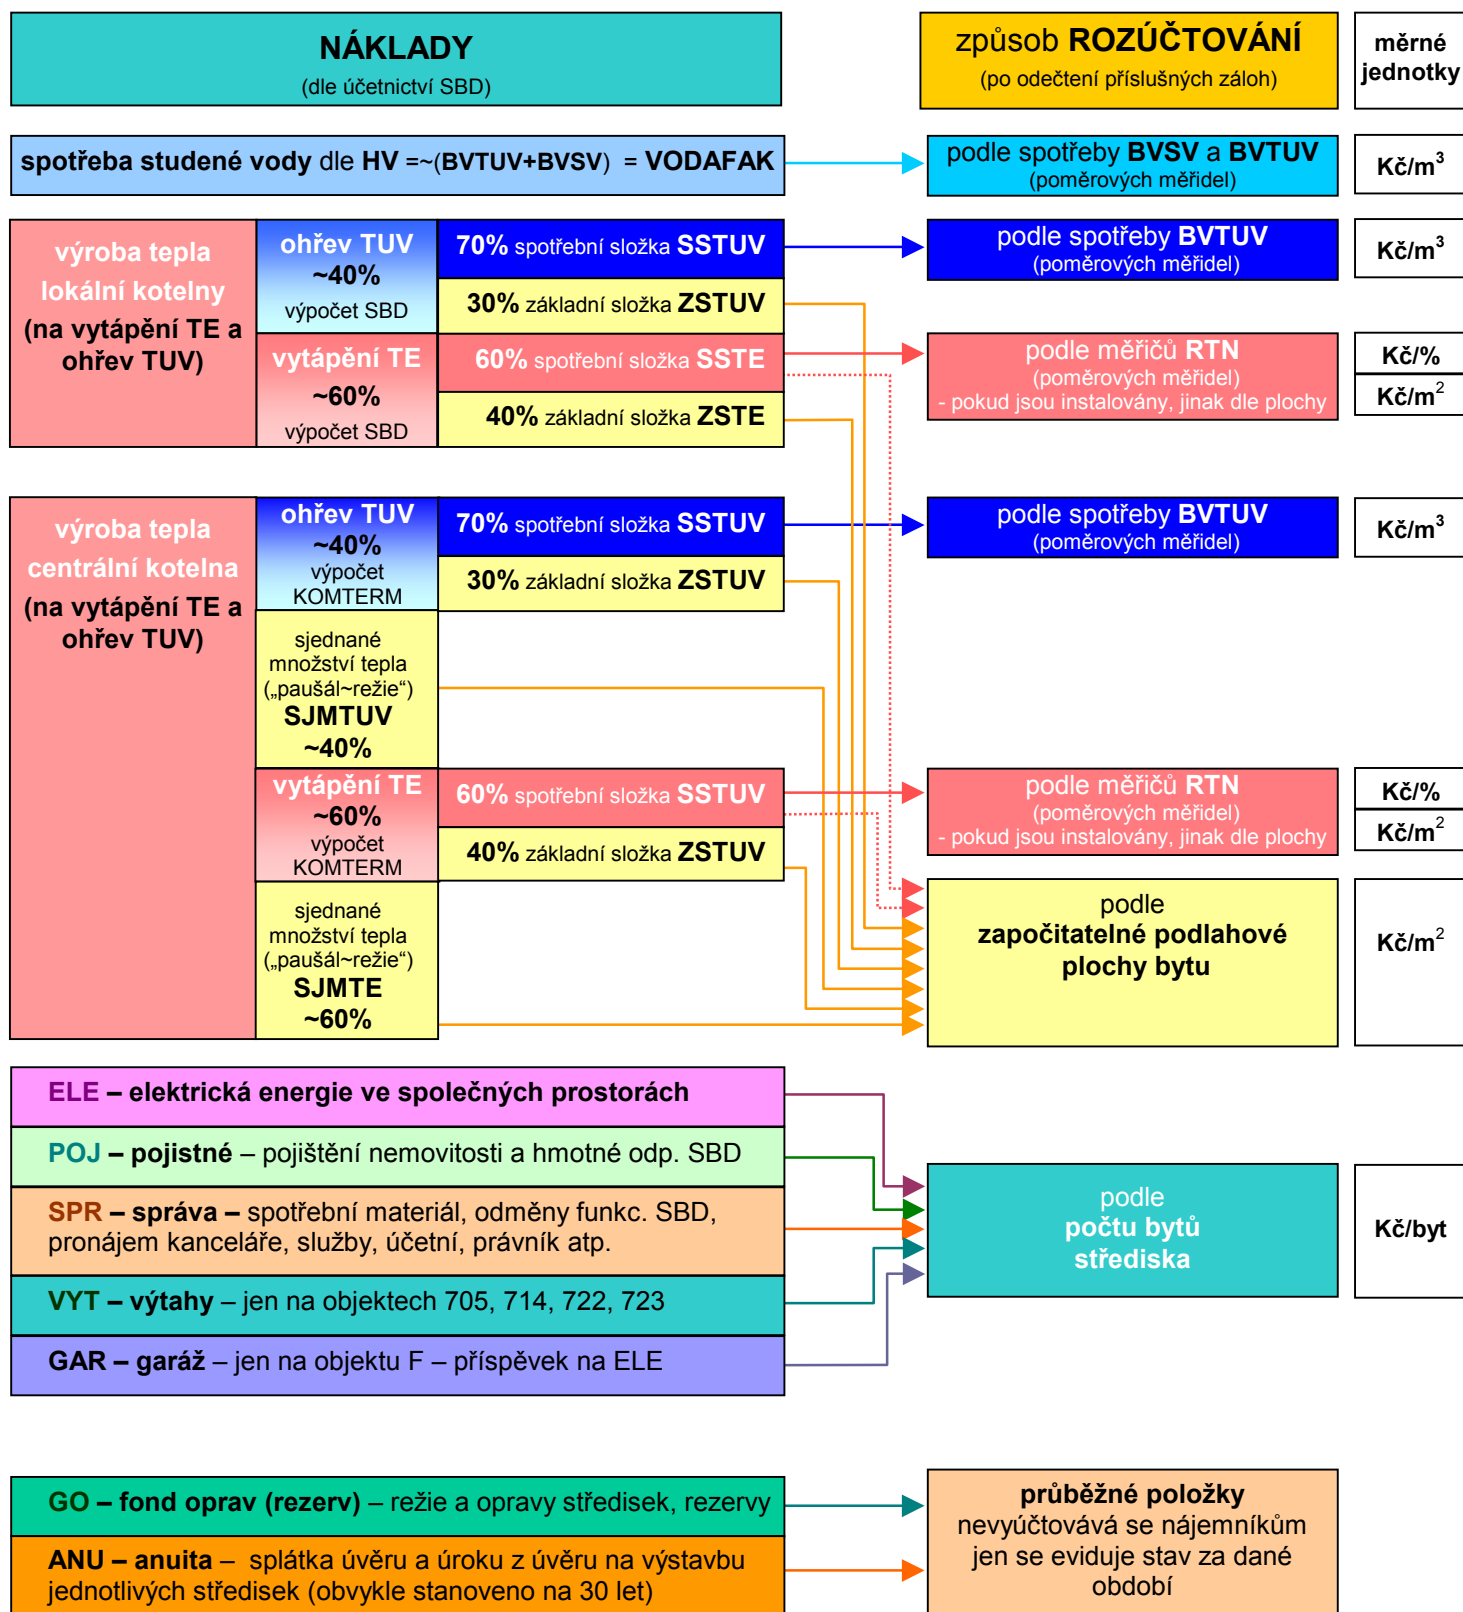 NÁKLADY
(dle účetnictví SBD)
způsob ROZÚČTOVÁNÍ
(po odečtení příslušných záloh)
měrné
jednotky
spotřeba studené vody dle HV =~(BVTUV+BVSV) = VODAFAK
podle spotřeby BVSV a BVTUV
(poměrových měřidel)
Kč/m³
výroba tepla
lokální kotelny
(na vytápění TE a
ohřev TUV)
ohřev TUV
~40%
výpočet SBD
70% spotřební složka SSTUV
30% základní složka ZSTUV
podle spotřeby BVTUV
(poměrových měřidel)
Kč/m³
vytápění TE
~60%
výpočet SBD
60% spotřební složka SSTE
40% základní složka ZSTE
podle měřičů RTN
(poměrových měřidel)
- pokud jsou instalovány, jinak dle plochy
Kč/%
Kč/m²
výroba tepla
centrální kotelna
(na vytápění TE a
ohřev TUV)
ohřev TUV
~40%
výpočet
KOMTERM
70% spotřební složka SSTUV
30% základní složka ZSTUV
podle spotřeby BVTUV
(poměrových měřidel)
Kč/m³
sjednané
množství tepla
(„paušál~režie“)
SJMTUV
~40%
vytápění TE
~60%
výpočet
KOMTERM
60% spotřební složka SSTUV
40% základní složka ZSTUV
podle měřičů RTN
(poměrových měřidel)
- pokud jsou instalovány, jinak dle plochy
Kč/%
Kč/m²
sjednané
množství tepla
(„paušál~režie“)
SJMTE
~60%
podle
započitatelné podlahové
plochy bytu
Kč/m²
ELE – elektrická energie ve společných prostorách
POJ – pojistné – pojištění nemovitosti a hmotné odp. SBD
SPR – správa – spotřební materiál, odměny funkc. SBD,
pronájem kanceláře, služby, účetní, právník atp.
VYT – výtahy – jen na objektech 705, 714, 722, 723
GAR – garáž – jen na objektu F – příspěvek na ELE
podle
počtu bytů
střediska
Kč/byt
GO – fond oprav (rezerv) – režie a opravy středisek, rezervy
ANU – anuita – splátka úvěru a úroku z úvěru na výstavbu
jednotlivých středisek (obvykle stanoveno na 30 let)
průběžné položky
nevyúčtovává se nájemníkům
jen se eviduje stav za dané
období